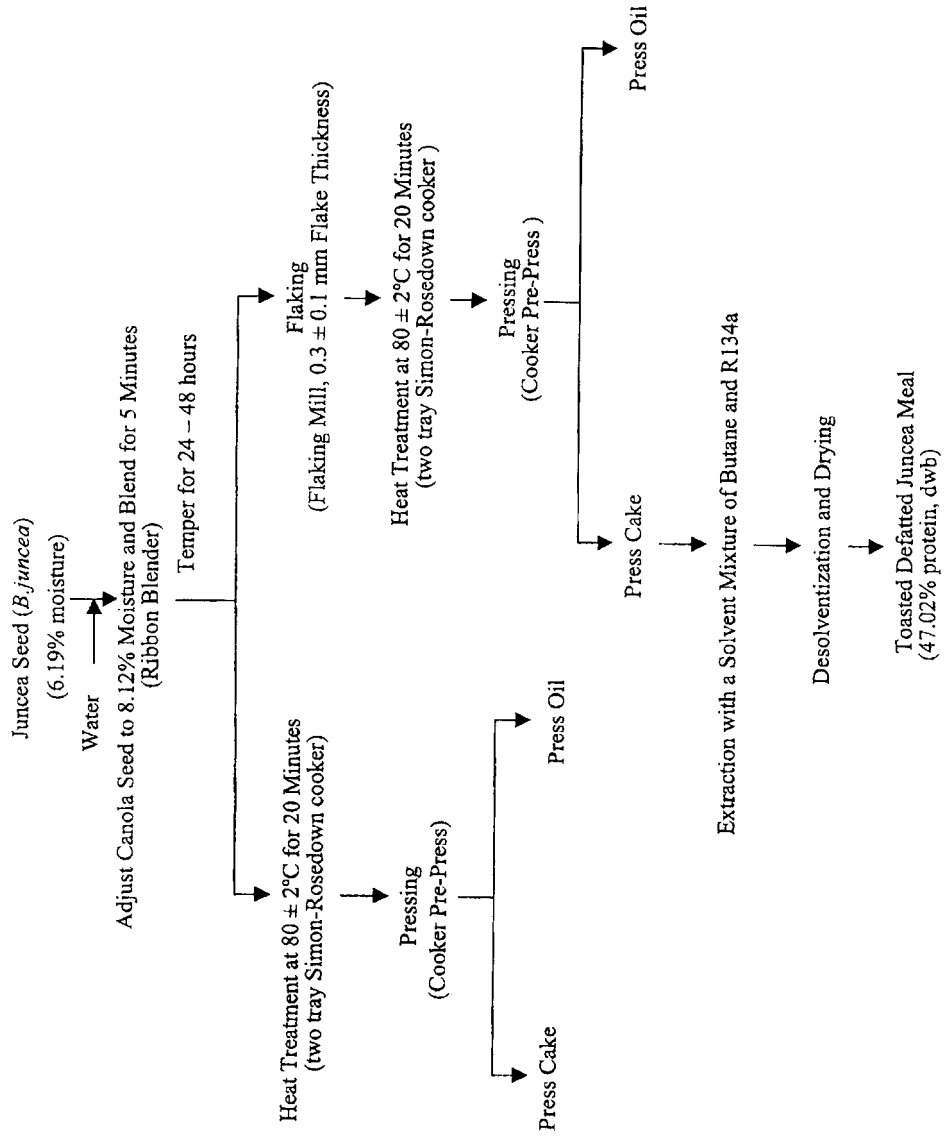 Juncea Seed (B.juncea)
(6.19% moisture)
Water
Adjust Canola Seed to 8.12% Moisture and Blend for 5 Minutes
(Ribbon Blender)
Temper for 24 – 48 hours
Heat Treatment at 80 ± 2°C for 20 Minutes
(two tray Simon-Rosedown cooker)
Pressing
(Cooker Pre-Press)
Press Cake
Press Oil
Flaking
(Flaking Mill, 0.3 ± 0.1 mm Flake Thickness)
Heat Treatment at 80 ± 2°C for 20 Minutes
(two tray Simon-Rosedown cooker )
Pressing
(Cooker Pre-Press )
Press Cake
Press Oil
Extraction with a Solvent Mixture of Butane and R134a
Desolventization and Drying
Toasted Defatted Juncea Meal
(47.02% protein, dwb)